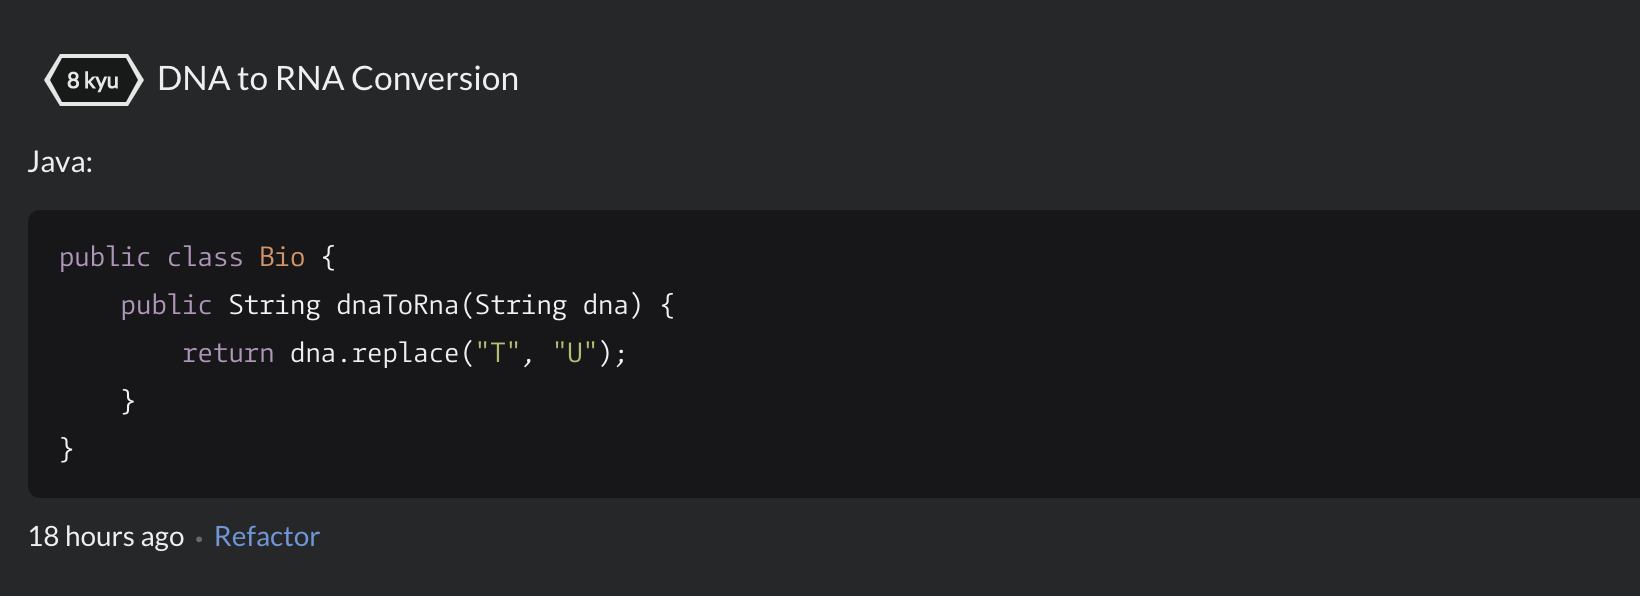 8 kyu DNA to RNA Conversion
Java:
public class Bio {
    public String dnaToRna(String dna) {
        return dna.replace("T", "U");
    }
}
18 hours ago • Refactor